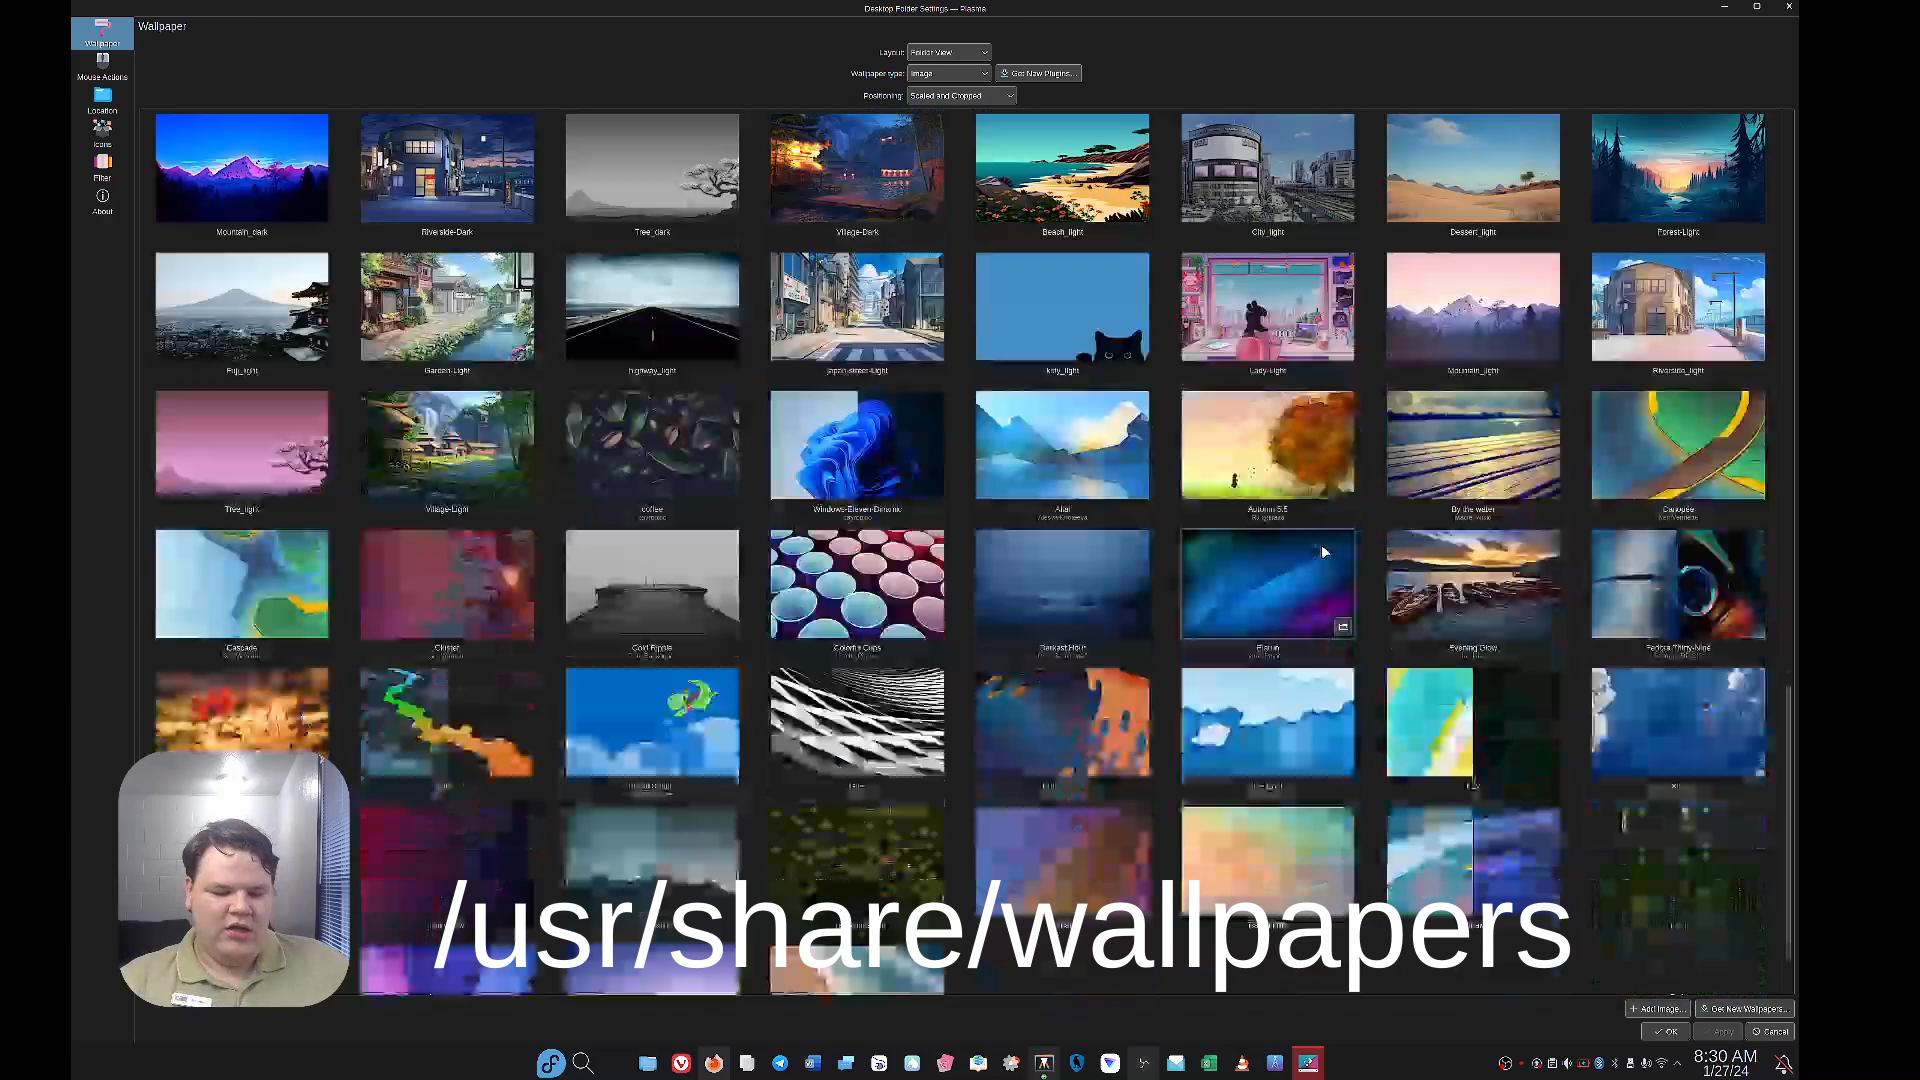 Desktop Folder Settings — Plasma
Wallpaper
Wallpaper
Mouse Actions
Location
Icons
Filter
About
Layout: Folder View
Wallpaper type: Image Get New Plugins...
Positioning: Scaled and Cropped
Mountain_dark Riverside-Dark Tree_dark Village-Dark Beach_light City_light Dessert_light Forest-Light
Fuji_light Garden-Light highway_light japan-street-Light kitty_light Lady-Light Mountain_light Riverside_light
Tree_light Village-Light coffee Windows-Eleven-Dynamic Altai Autumn 5.5 By the water Canopée
Cascade Cluster Cold Ripple Colorful Cups Darkest Hour Elarun Evening Glow Fedora Thirty-Nine
/usr/share/wallpapers
Add Image... Get New Wallpapers...
OK Apply Cancel
8:30 AM
1/27/24